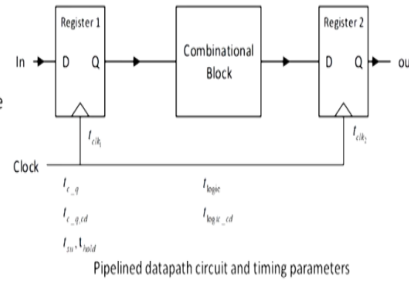 Register 1
Register 2
Combinational
Block
In
D
Q
D
Q
ou
e
t_clk1
t_clk2
Clock
t_c_q
t_logic
t_c_q,cd
t_logic_cd
t_su, t_hold
Pipelined datapath circuit and timing parameters